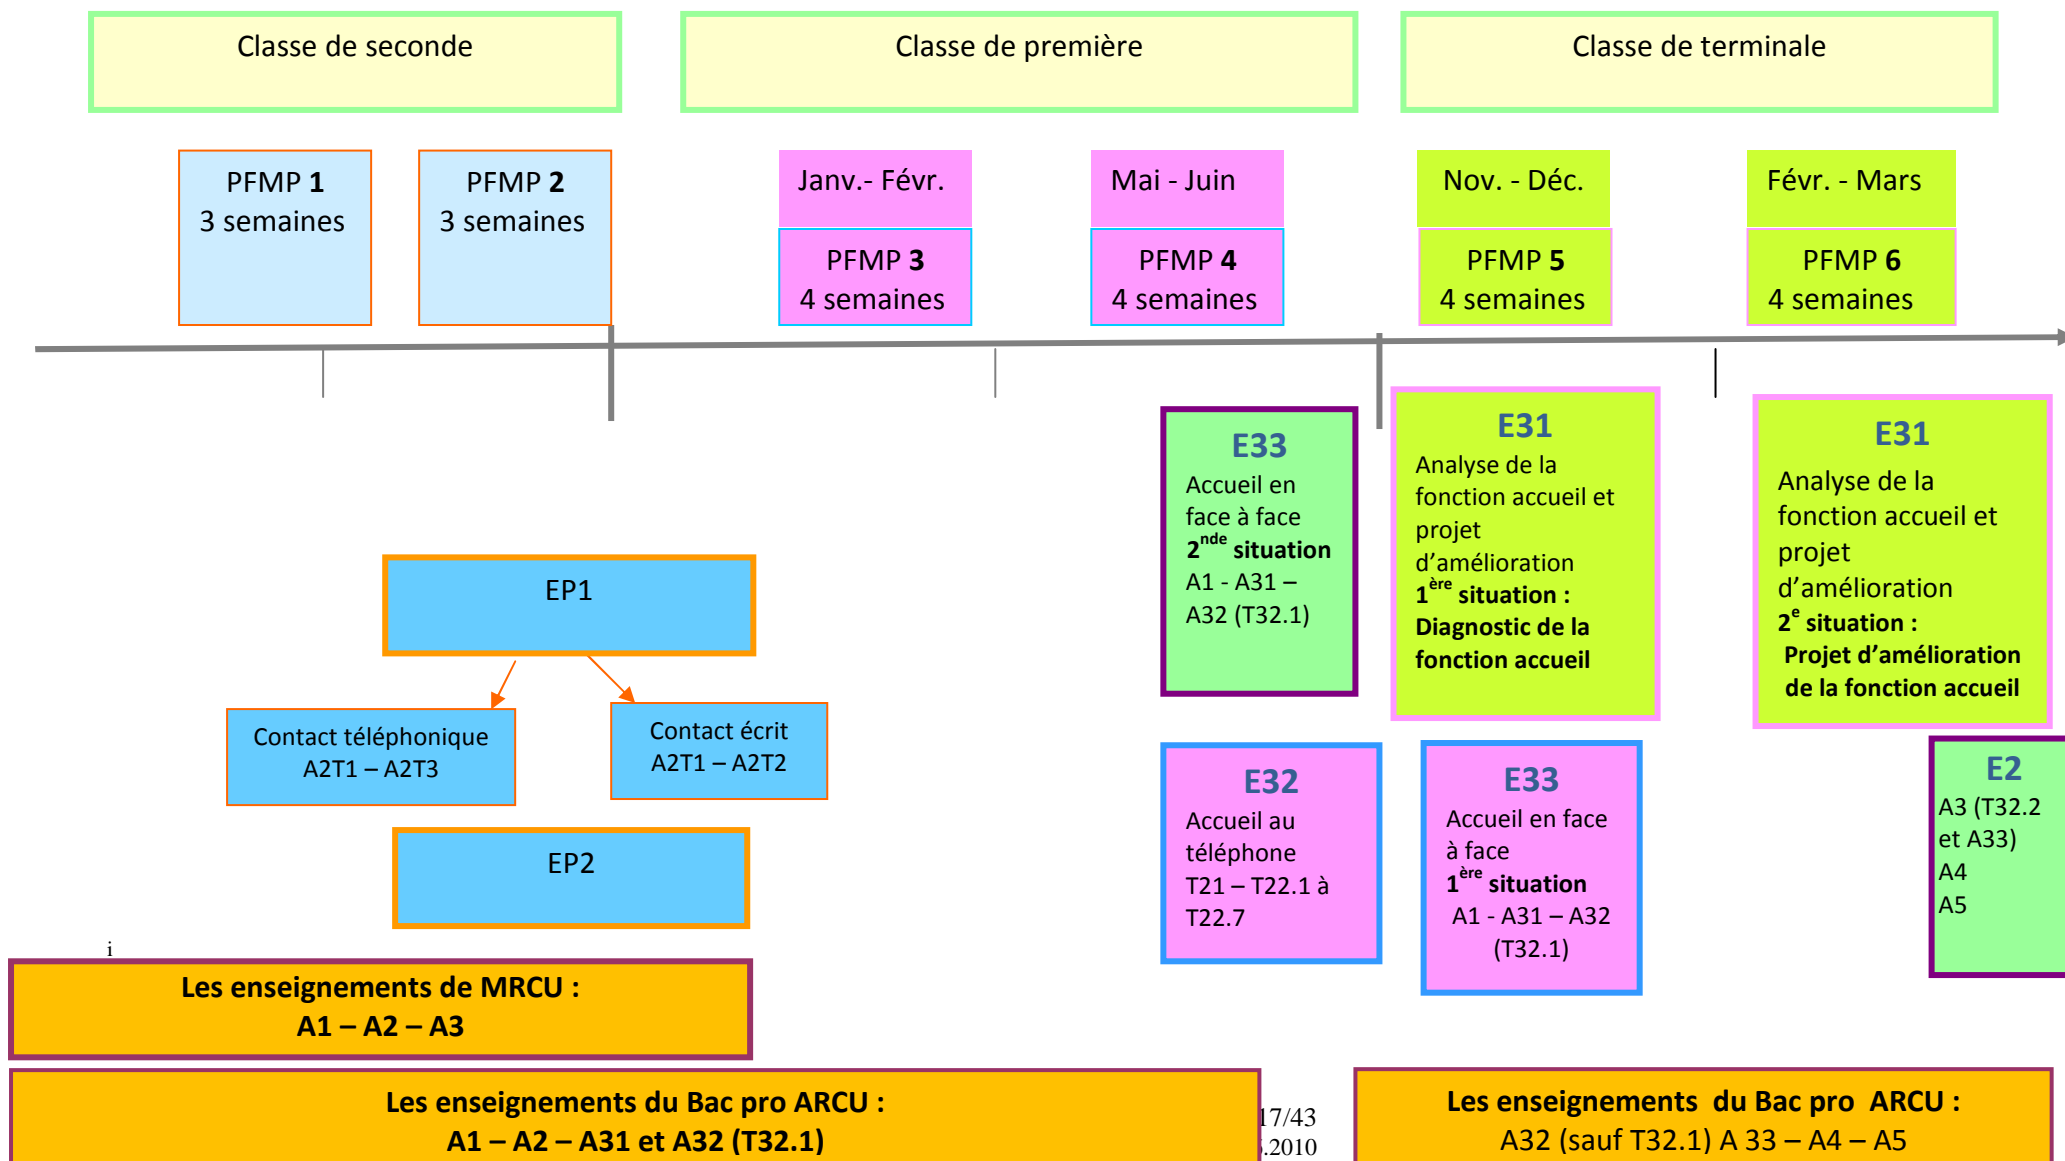 Classe de seconde
Classe de première
Classe de terminale
PFMP 1
3 semaines
PFMP 2
3 semaines
Janv.- Févr.
PFMP 3
4 semaines
Mai - Juin
PFMP 4
4 semaines
Nov. - Déc.
PFMP 5
4 semaines
Févr. - Mars
PFMP 6
4 semaines
E33
Accueil en
face à face
2nde situation
A1 - A31 –
A32 (T32.1)
E31
Analyse de la
fonction accueil et
projet
d’amélioration
1ère situation :
Diagnostic de la
fonction accueil
E31
Analyse de la
fonction accueil et
projet
d’amélioration
2e situation :
Projet d’amélioration
de la fonction accueil
EP1
Contact téléphonique
A2T1 – A2T3
Contact écrit
A2T1 – A2T2
EP2
E32
Accueil au
téléphone
T21 – T22.1 à
T22.7
E33
Accueil en face
à face
1ère situation
A1 - A31 – A32
(T32.1)
E2
A3 (T32.2
et A33)
A4
A5
i
Les enseignements de MRCU :
A1 – A2 – A3
Les enseignements du Bac pro ARCU :
A1 – A2 – A31 et A32 (T32.1)
17/43
.2010
Les enseignements du Bac pro ARCU :
A32 (sauf T32.1) A 33 – A4 – A5